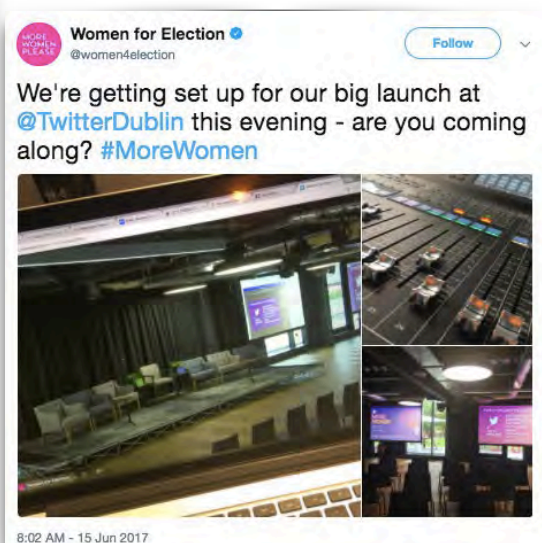 MORE
WOMEN
PLEASE
Women for Election
@women4election
Follow
We're getting set up for our big launch at
@TwitterDublin this evening - are you coming
along? #MoreWomen
8:02 AM - 15 Jun 2017